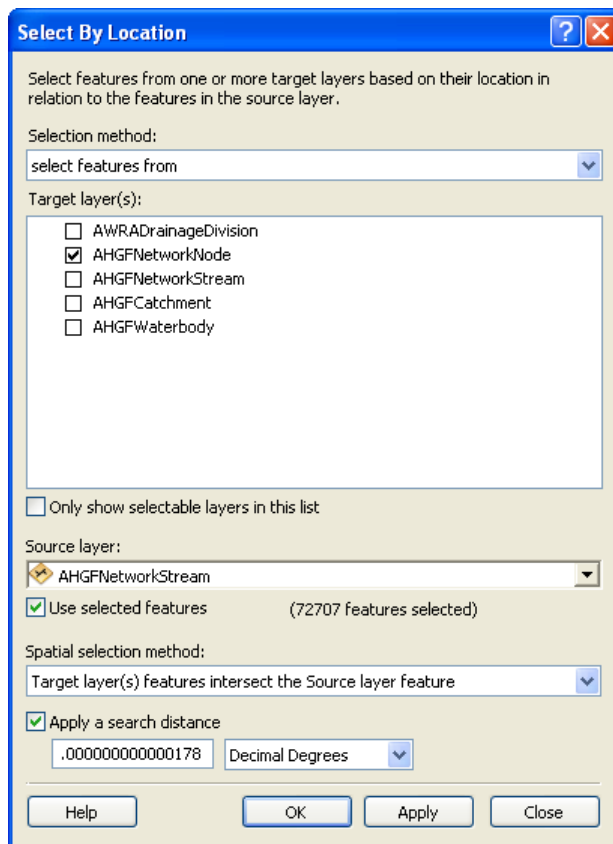 Select By Location
Select features from one or more target layers based on their location in
relation to the features in the source layer.
Selection method:
select features from
Target layer(s):
AWRADrainageDivision
AHGFNetworkNode
AHGFNetworkStream
AHGFCatchment
AHGFWaterbody
Only show selectable layers in this list
Source layer:
AHGFNetworkStream
Use selected features (72707 features selected)
Spatial selection method:
Target layer(s) features intersect the Source layer feature
Apply a search distance
.000000000000178 Decimal Degrees
Help OK Apply Close